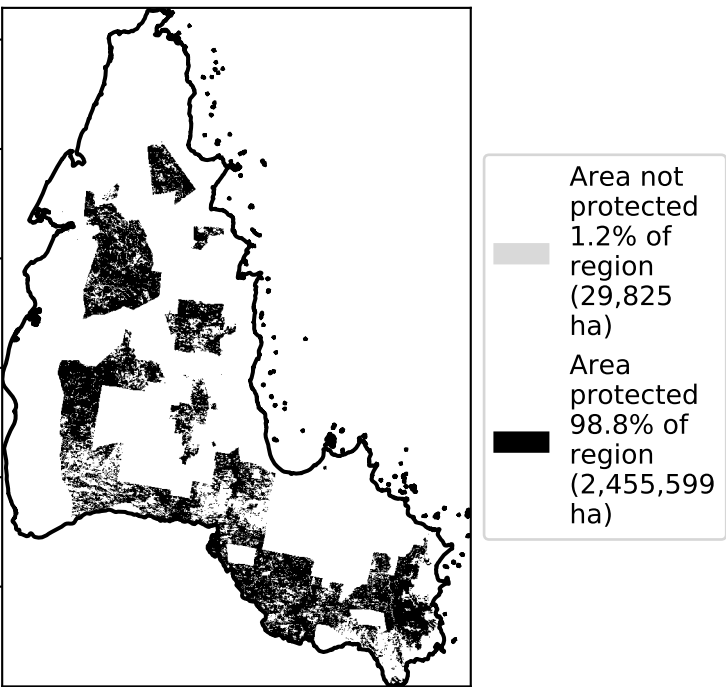 Area not
protected
1.2% of
region
(29,825
ha)
Area
protected
98.8% of
region
(2,455,599
ha)